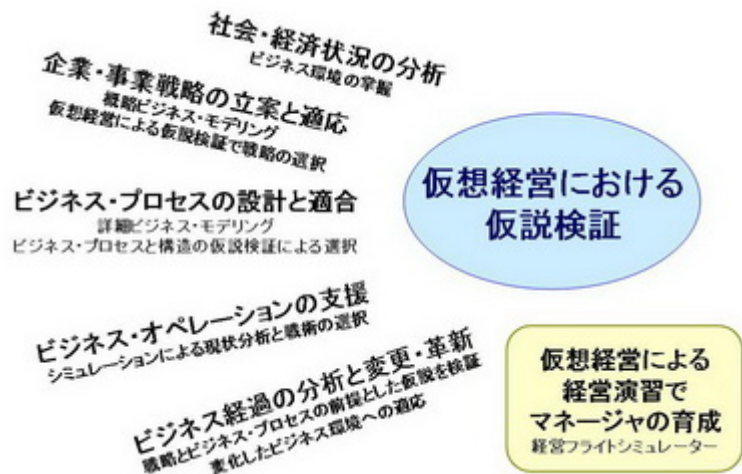 社会・経済状況の分析
ビジネス環境の掌握
企業・事業戦略の立案と適応
概略ビジネス・モデリング
仮想経営による仮説検証で戦略の選択
ビジネス・プロセスの設計と適合
詳細ビジネス・モデリング
ビジネス・プロセスと構造の仮説検証による選択
ビジネス・オペレーションの支援
シミュレーションによる現状分析と戦術の選択
ビジネス経過の分析と変更・革新
戦略とビジネス・プロセスの前提とした仮説を検証
変化したビジネス環境への適応
仮想経営における
仮説検証
仮想経営による
経営演習で
マネージャの育成
経営フライトシミュレーター